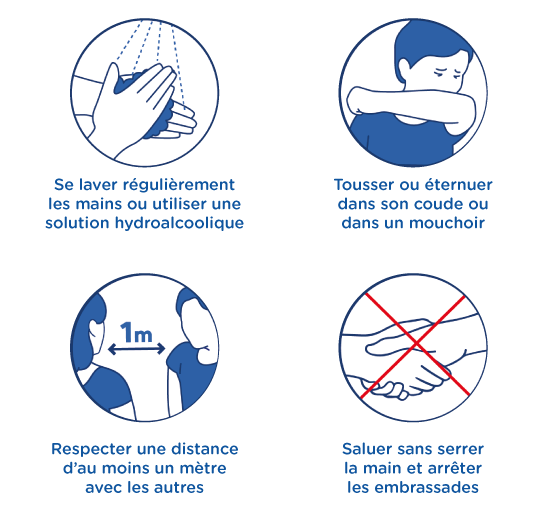 Se laver régulièrement
les mains ou utiliser une
solution hydroalcoolique
Tousser ou éternuer
dans son coude ou
dans un mouchoir
1m
Respecter une distance
d’au moins un mètre
avec les autres
Saluer sans serrer
la main et arrêter
les embrassades